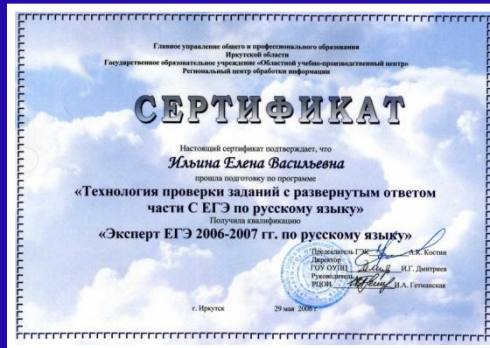 Главное управление общего и профессионального образования
Иркутской области
Государственное образовательное учреждение «Областной учебно-производственный центр»
Региональный центр обработки информации
СЕРТИФИКАТ
Настоящий сертификат подтверждает, что
Ильина Елена Васильевна
прошла подготовку по программе
«Технология проверки заданий с развернутым ответом
части С ЕГЭ по русскому языку»
Получила квалификацию
«Эксперт ЕГЭ 2006-2007 гг. по русскому языку»
Председатель ГЭК А.К. Костин
Директор
ГОУ ОУПЦ И.Г. Дмитриев
Руководитель
РЦОИ И.А. Гетманская
г. Иркутск 29 мая 2006 г